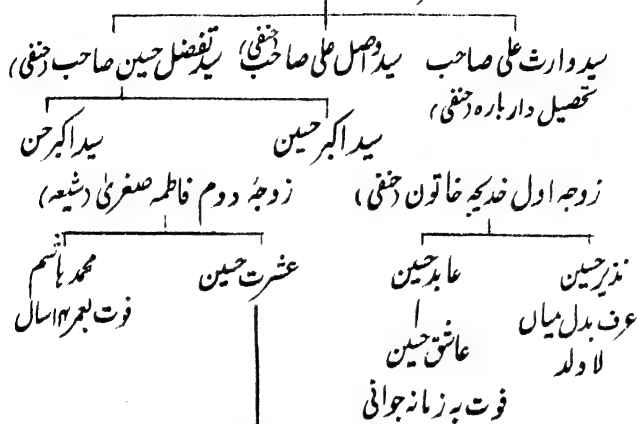 سید وارث علی صاحب
تحصیل دار بارہ (حنفی)
سید واصل علی صاحب (حنفی)
سید تفضل حسین صاحب (حنفی)
سید اکبر حسین
سید اکبر حسن
زوجہ اول خدیجہ خاتون (حنفی)
زوجۂ دوم فاطمہ صغریٰ (شیعہ)
نذیر حسین
عرف بدل میاں
لا ولد
عابد حسین
عاشق حسین
فوت بہ زمانہ جوانی
عشرت حسین
محمد ہاشم
فوت بعمر ۱۴ سال